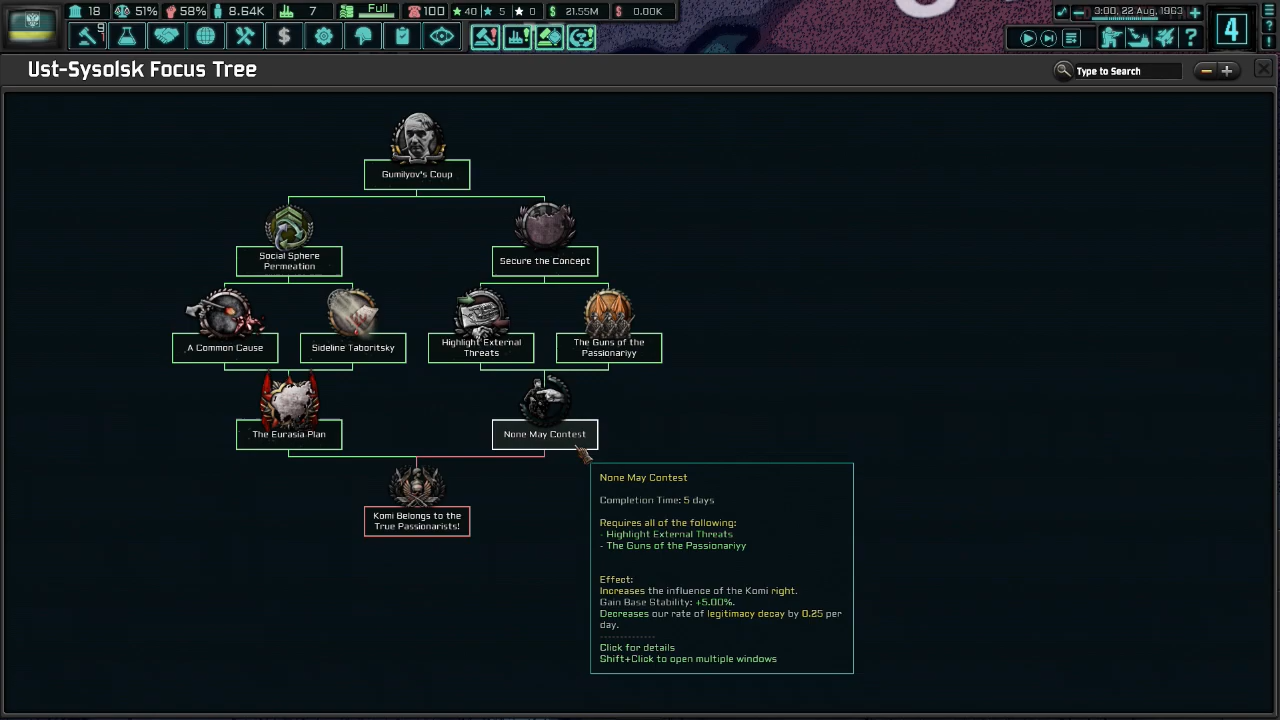 18 51% 58% 8.64K 7 Full 100 40 5 0 $ 21.55M $ 0.00K 3:00, 22 Aug, 1963 4
9
Ust-Sysolsk Focus Tree
Type to Search
Gumilyov's Coup
Social Sphere
Permeation
Secure the Concept
A Common Cause
Sideline Taboritsky
Highlight External
Threats
The Guns of the
Passionariyy
The Eurasia Plan
None May Contest
Komi Belongs to the
True Passionarists!
None May Contest
Completion Time: 5 days
Requires all of the following:
- Highlight External Threats
- The Guns of the Passionariyy
Effect:
Increases the influence of the Komi right.
Gain Base Stability: +5.00%.
Decreases our rate of legitimacy decay by 0.25 per
day.
--------------
Click for details
Shift+Click to open multiple windows